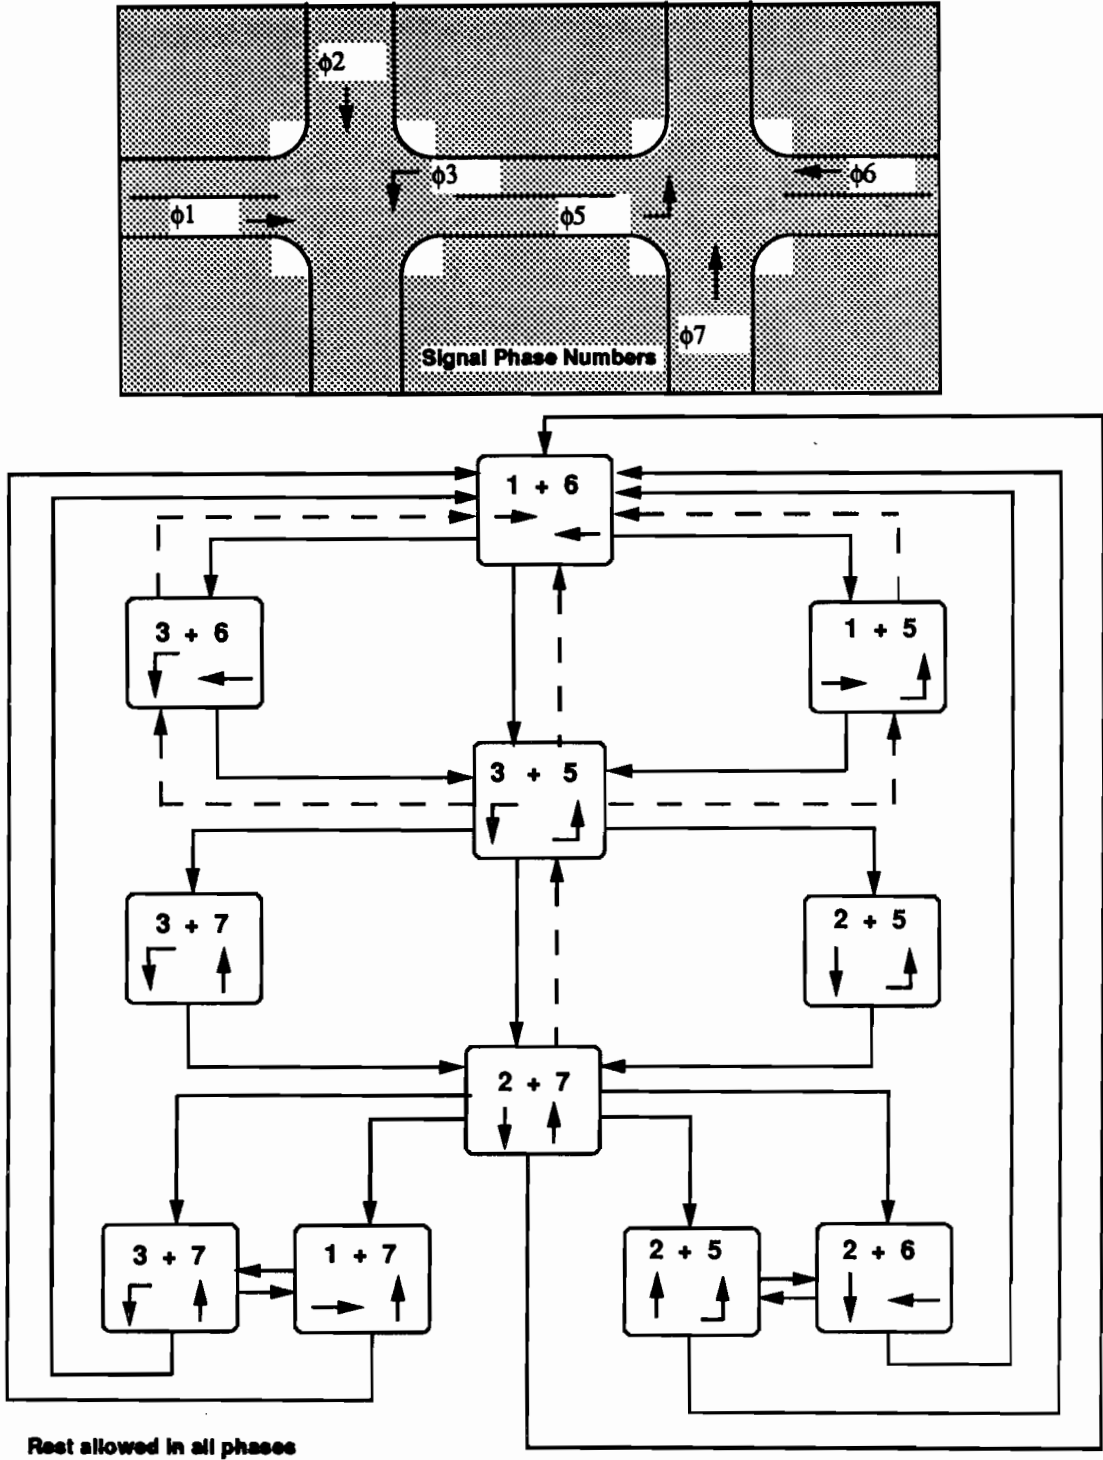 ϕ2
ϕ3
ϕ6
ϕ1
ϕ5
ϕ7
Signal Phase Numbers
1 + 6
3 + 6
1 + 5
3 + 5
3 + 7
2 + 5
2 + 7
3 + 7
1 + 7
2 + 5
2 + 6
Rest allowed in all phases